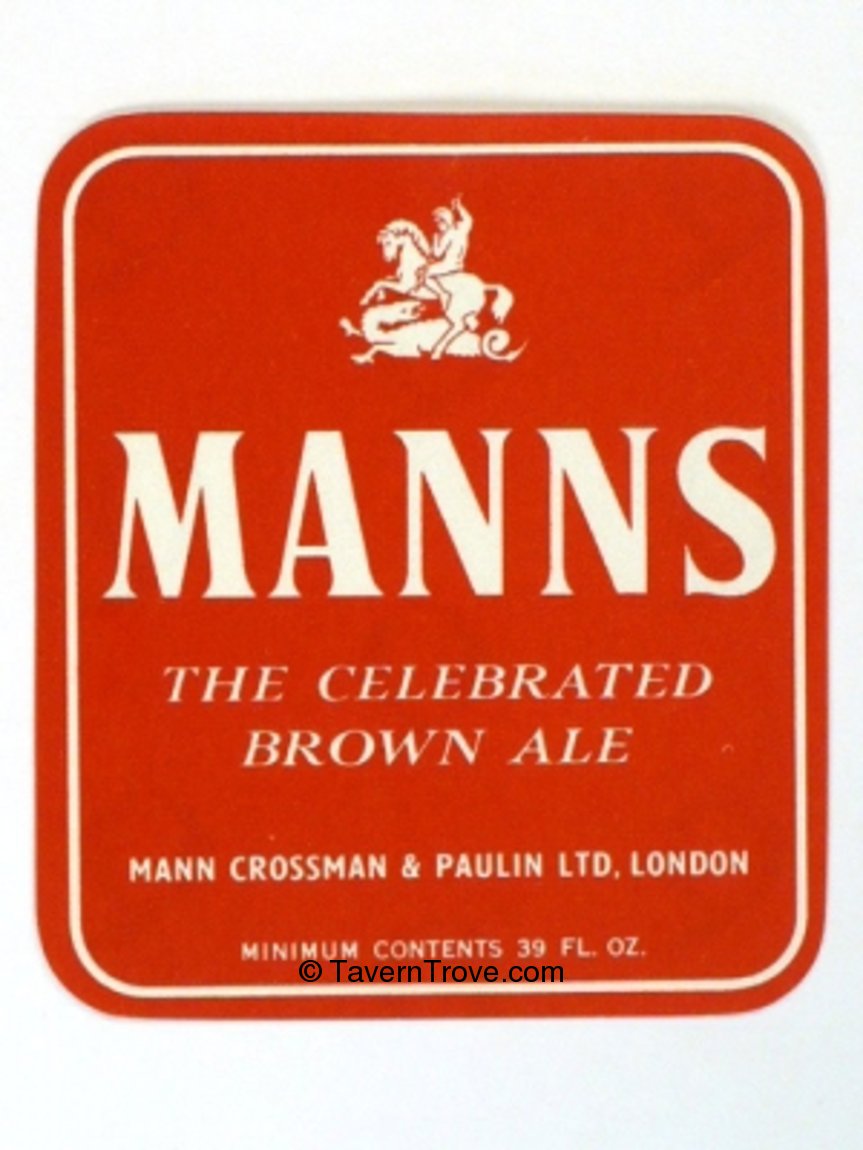 MANNS
THE CELEBRATED
BROWN ALE
MANN CROSSMAN & PAULIN LTD, LONDON
MINIMUM CONTENTS 39 FL. OZ.
© TavernTrove.com